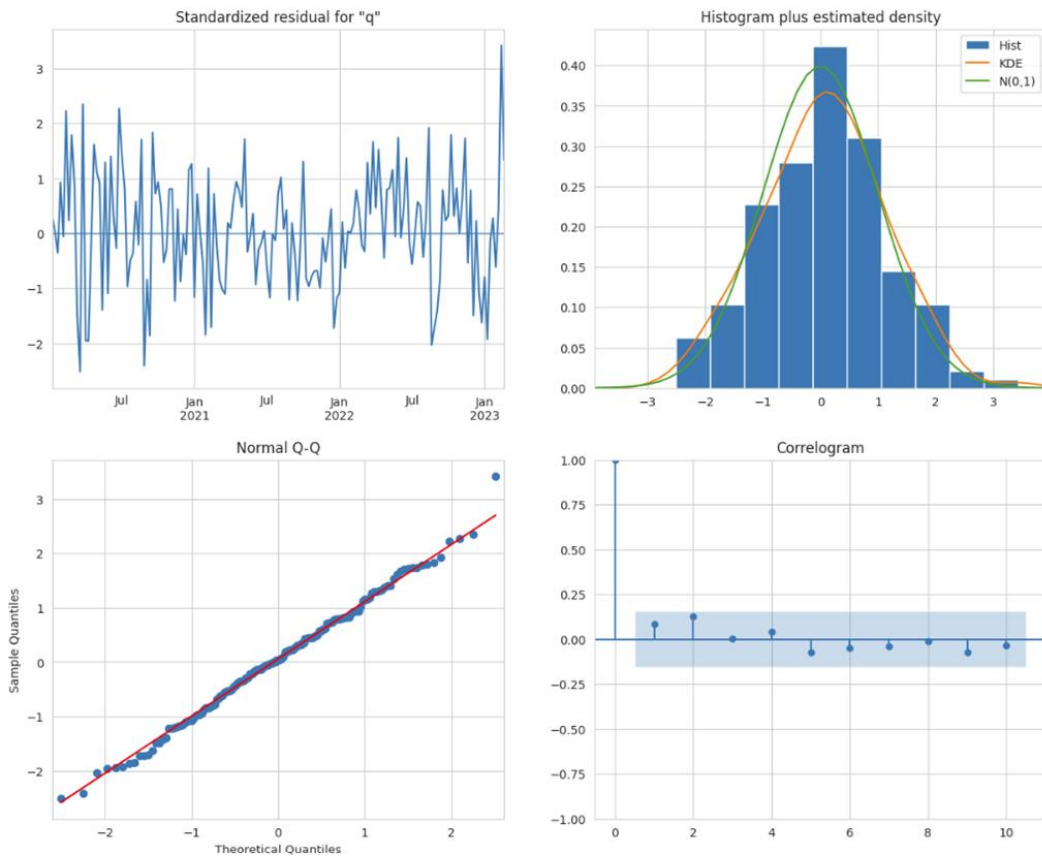 Standardized residual for "q"
3
2
1
0
−1
−2
Jul
Jan
2021
Jul
Jan
2022
Jul
Jan
2023
Histogram plus estimated density
Hist
KDE
N(0,1)
0.40
0.35
0.30
0.25
0.20
0.15
0.10
0.05
0.00
−3 −2 −1 0 1 2 3
Normal Q-Q
Sample Quantiles
3
2
1
0
−1
−2
−2 −1 0 1 2
Theoretical Quantiles
Correlogram
1.00
0.75
0.50
0.25
0.00
−0.25
−0.50
−0.75
−1.00
0 2 4 6 8 10